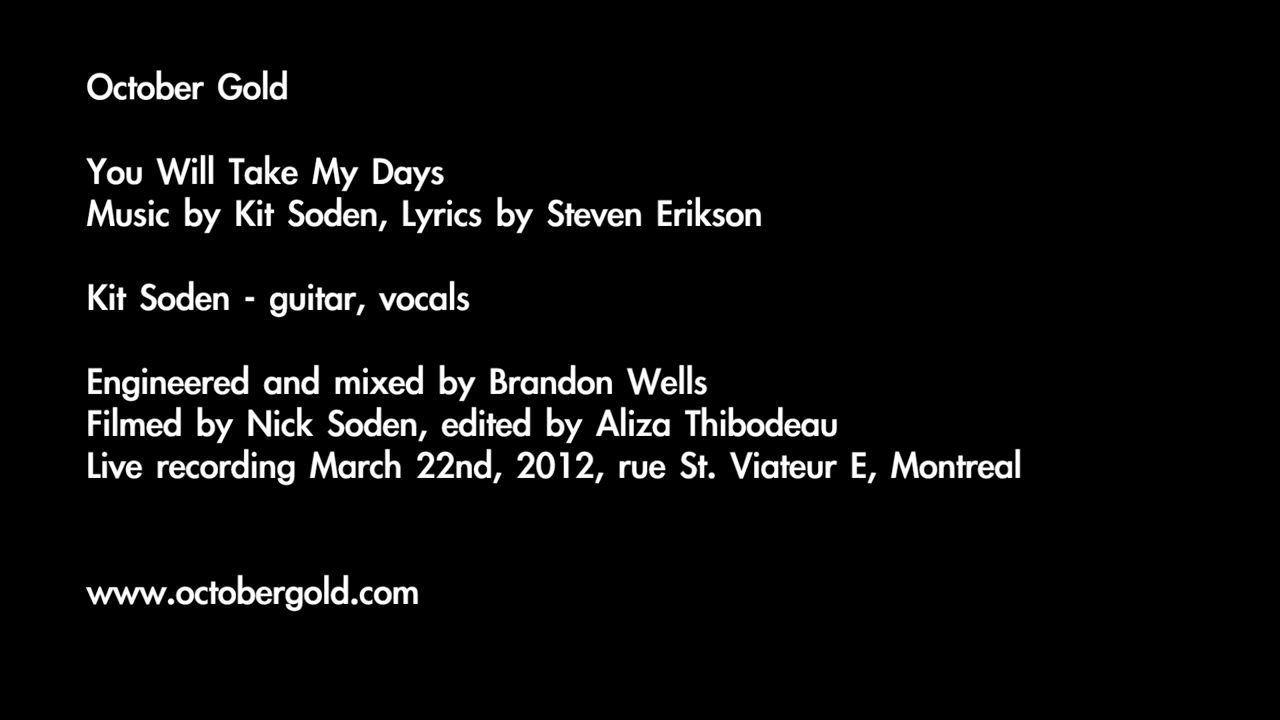 October Gold
You Will Take My Days
Music by Kit Soden, Lyrics by Steven Erikson
Kit Soden - guitar, vocals
Engineered and mixed by Brandon Wells
Filmed by Nick Soden, edited by Aliza Thibodeau
Live recording March 22nd, 2012, rue St. Viateur E, Montreal
www.octobergold.com